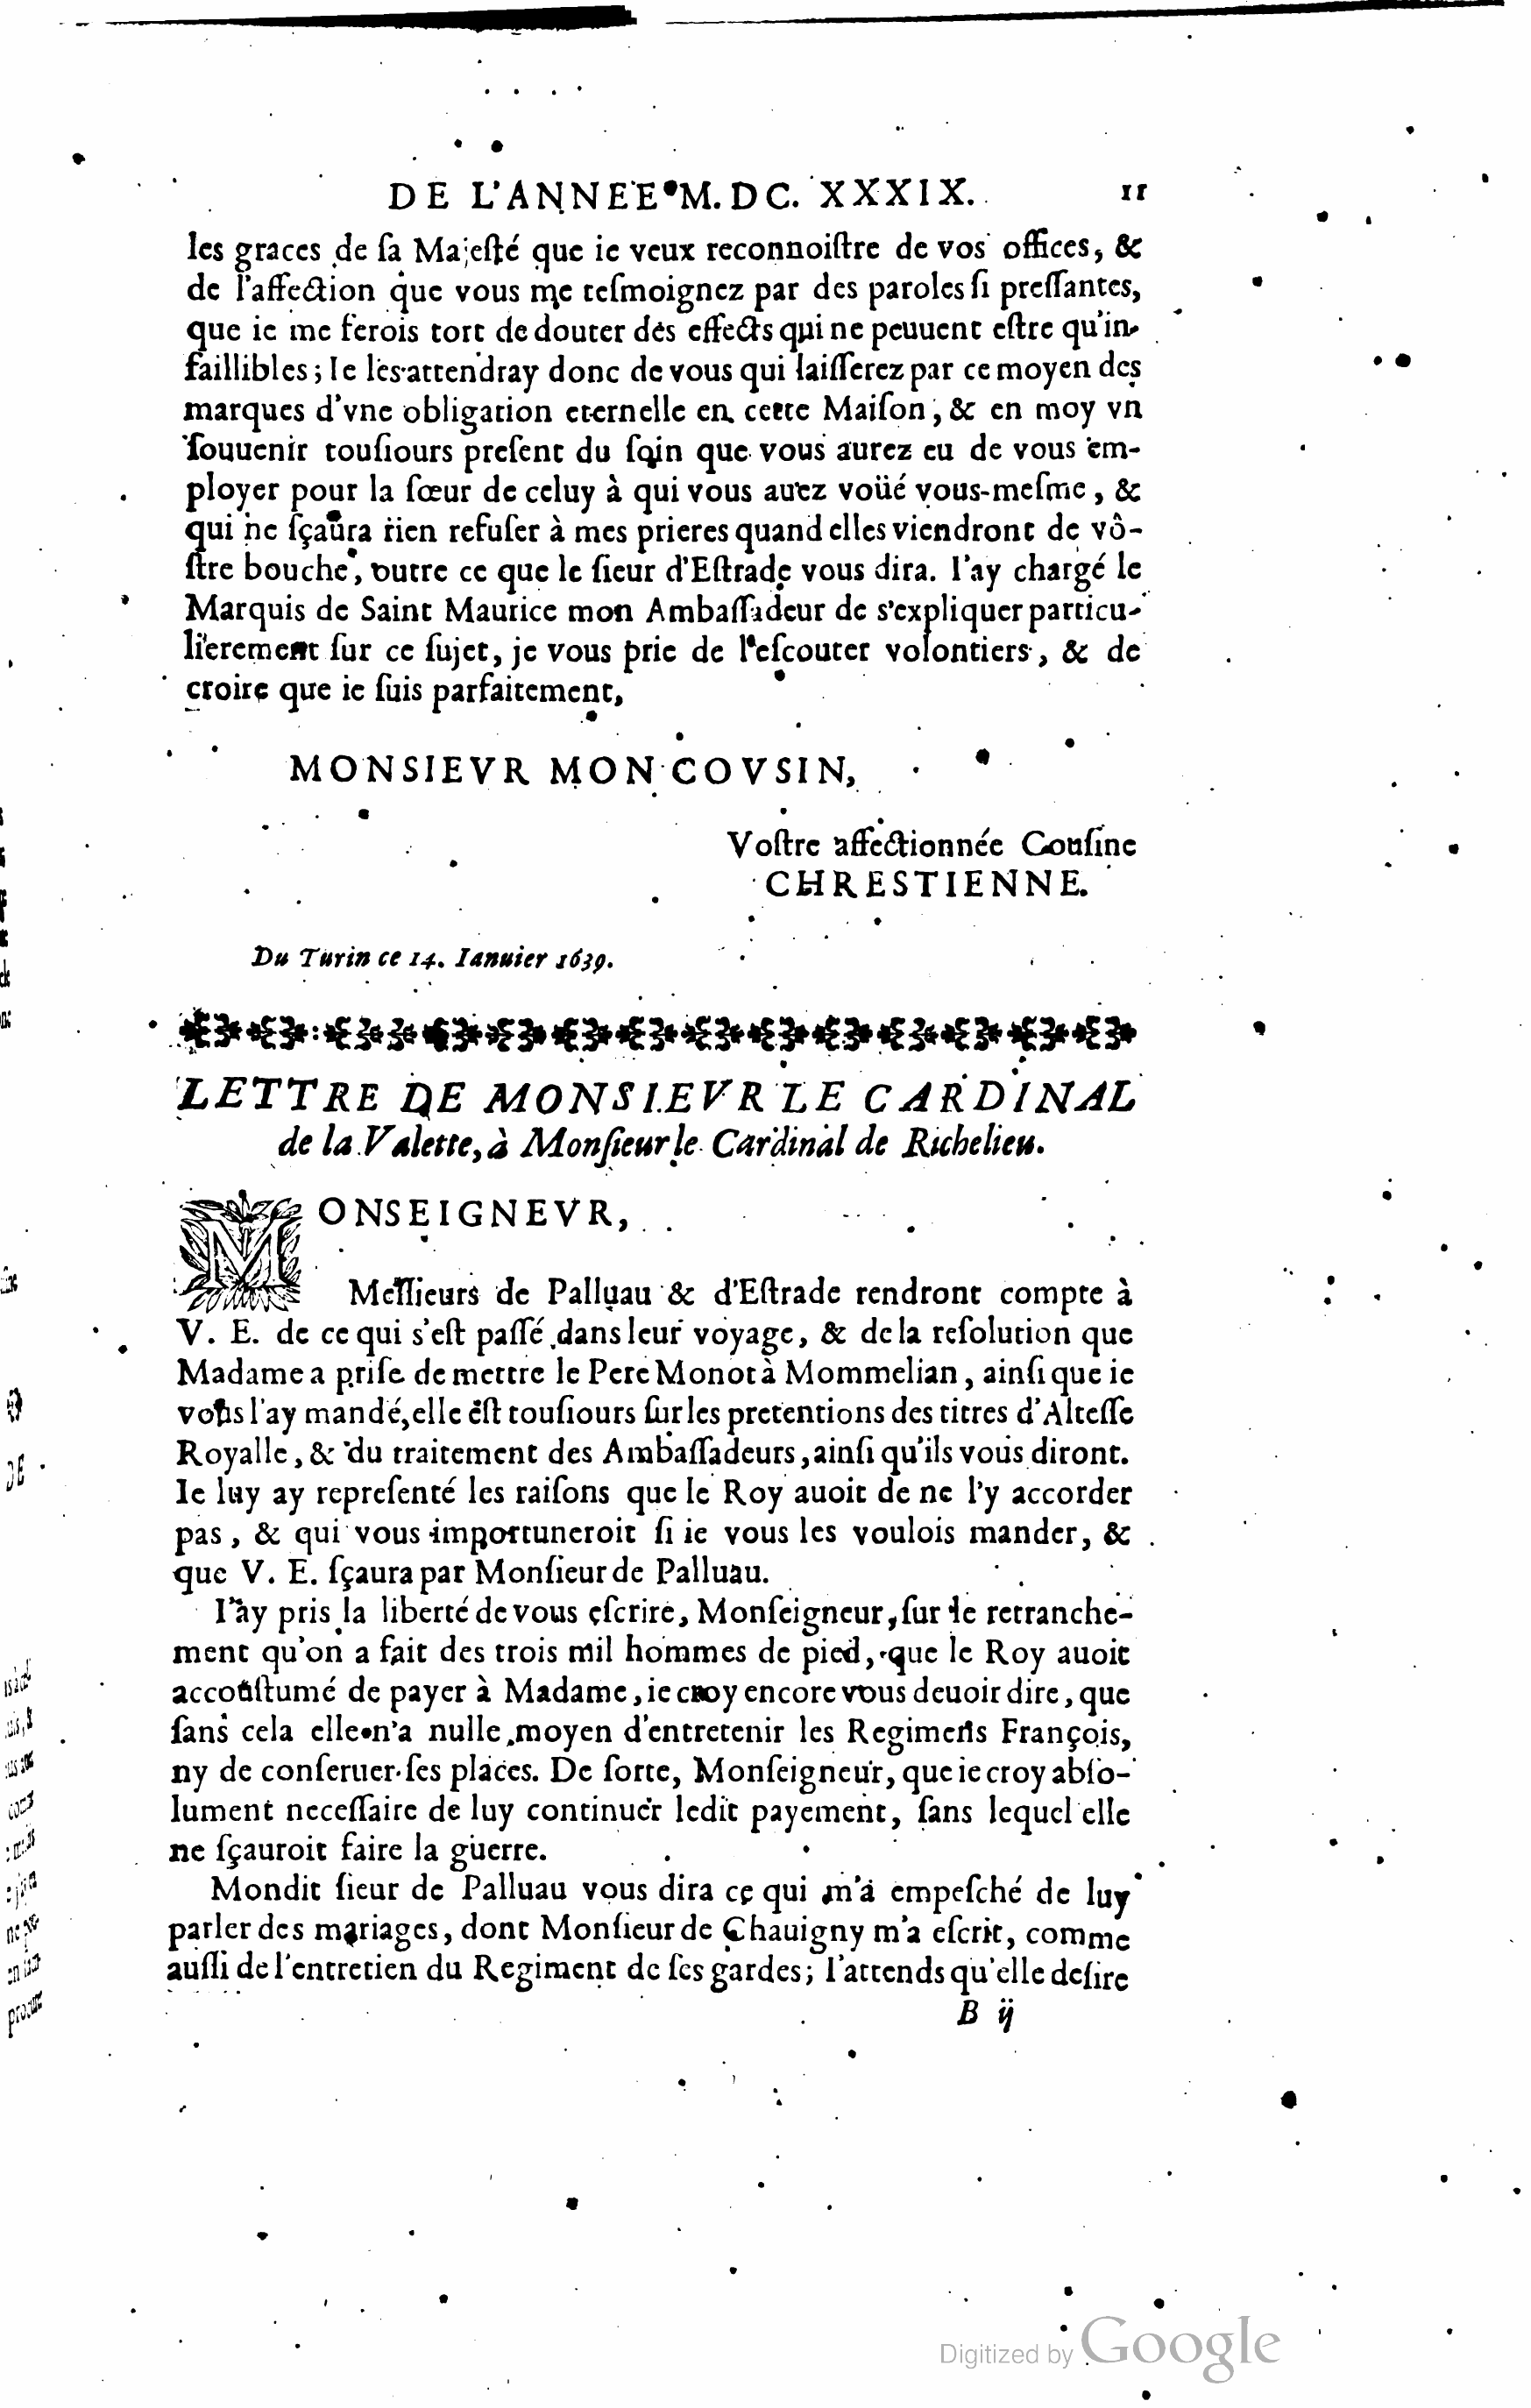 DE L'ANNEE M. DC. XXXIX. 11
les graces de ſa Majeſté que ie veux reconnoiſtre de vos offices, &
de l'affection que vous me teſmoignez par des paroles ſi preſſantes,
que ie me ferois tort de douter des effects qui ne peuuent eſtre qu'in-
faillibles; Ie les attendray donc de vous qui laiſſerez par ce moyen des
marques d'vne obligation eternelle en cette Maiſon, & en moy vn
ſouuenir touſiours preſent du ſoin que vous aurez eu de vous em-
ployer pour la ſœur de celuy à qui vous auez voüé vous-meſme, &
qui ne ſçaura rien refuſer à mes prieres quand elles viendront de vô-
ſtre bouche, outre ce que le ſieur d'Eſtrade vous dira. I'ay chargé le
Marquis de Saint Maurice mon Ambaſſadeur de s'expliquer particu-
lierement ſur ce ſujet, je vous prie de l'eſcouter volontiers, & de
croire que ie ſuis parfaitement,
MONSIEVR MON COVSIN,
Voſtre affectionnée Couſine
CHRESTIENNE.
Du Turin ce 14. Ianuier 1639.
LETTRE DE MONSIEVR LE CARDINAL
de la Valette, à Monſieur le Cardinal de Richelieu.
MONSEIGNEVR,
Meſſieurs de Palluau & d'Eſtrade rendront compte à
V. E. de ce qui s'eſt paſſé dans leur voyage, & de la reſolution que
Madame a priſe de mettre le Pere Monot à Mommelian, ainſi que ie
vous l'ay mandé, elle eſt touſiours ſur les pretentions des titres d'Alteſſe
Royalle, & du traitement des Ambaſſadeurs, ainſi qu'ils vous diront.
Ie luy ay repreſenté les raiſons que le Roy auoit de ne l'y accorder
pas, & qui vous importuneroit ſi ie vous les voulois mander, &
que V. E. ſçaura par Monſieur de Palluau.
I'ay pris la liberté de vous eſcrire, Monſeigneur, ſur le retranche-
ment qu'on a fait des trois mil hommes de pied, que le Roy auoit
accouſtumé de payer à Madame, ie croy encore vous deuoir dire, que
ſans cela elle n'a nulle moyen d'entretenir les Regimens François,
ny de conſeruer ſes places. De ſorte, Monſeigneur, que ie croy abſo-
lument neceſſaire de luy continuer ledit payement, ſans lequel elle
ne ſçauroit faire la guerre.
Mondit ſieur de Palluau vous dira ce qui m'a empeſché de luy
parler des mariages, dont Monſieur de Chauigny m'a eſcrit, comme
auſſi de l'entretien du Regiment de ſes gardes; I'attends qu'elle deſire
B ij
Digitized by Google